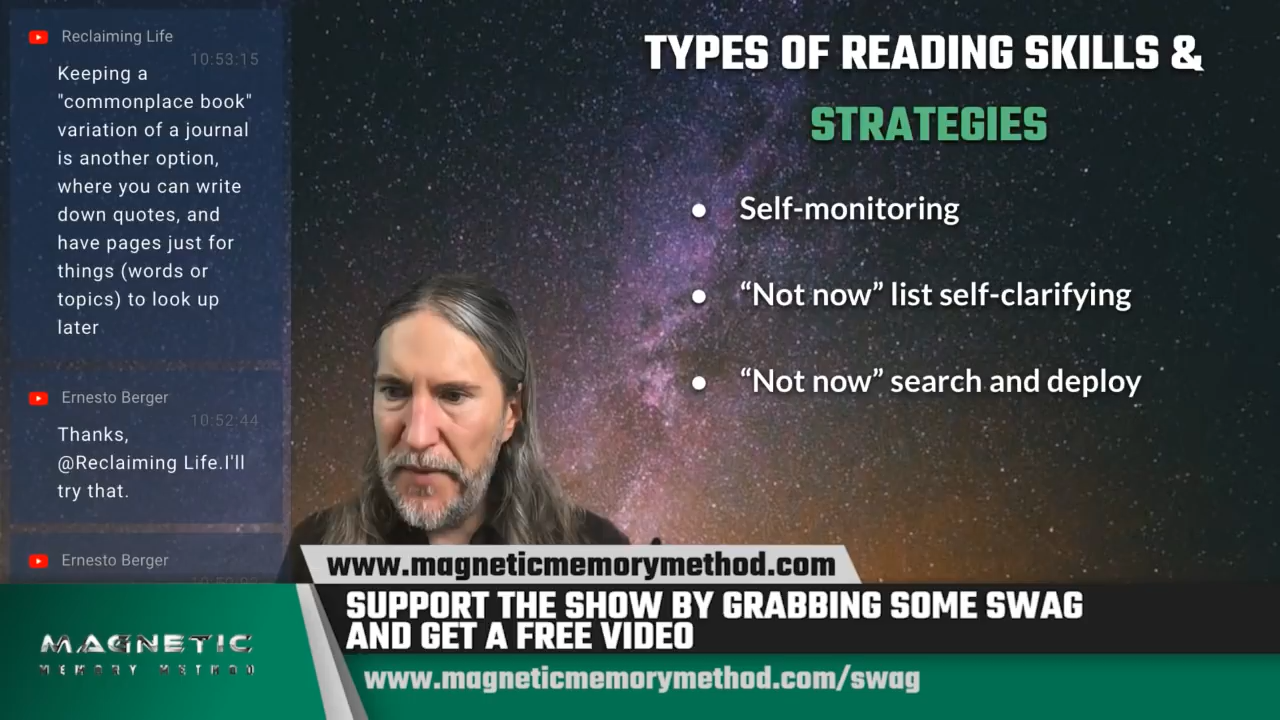 Reclaiming Life
10:53:15
Keeping a
"commonplace book"
variation of a journal
is another option,
where you can write
down quotes, and
have pages just for
things (words or
topics) to look up
later
Ernesto Berger
10:52:44
Thanks,
@Reclaiming Life.I'll
try that.
Ernesto Berger
TYPES OF READING SKILLS &
STRATEGIES
• Self-monitoring
• “Not now” list self-clarifying
• “Not now” search and deploy
www.magneticmemorymethod.com
SUPPORT THE SHOW BY GRABBING SOME SWAG
AND GET A FREE VIDEO
www.magneticmemorymethod.com/swag
MAGNETIC
MEMORY METHOD